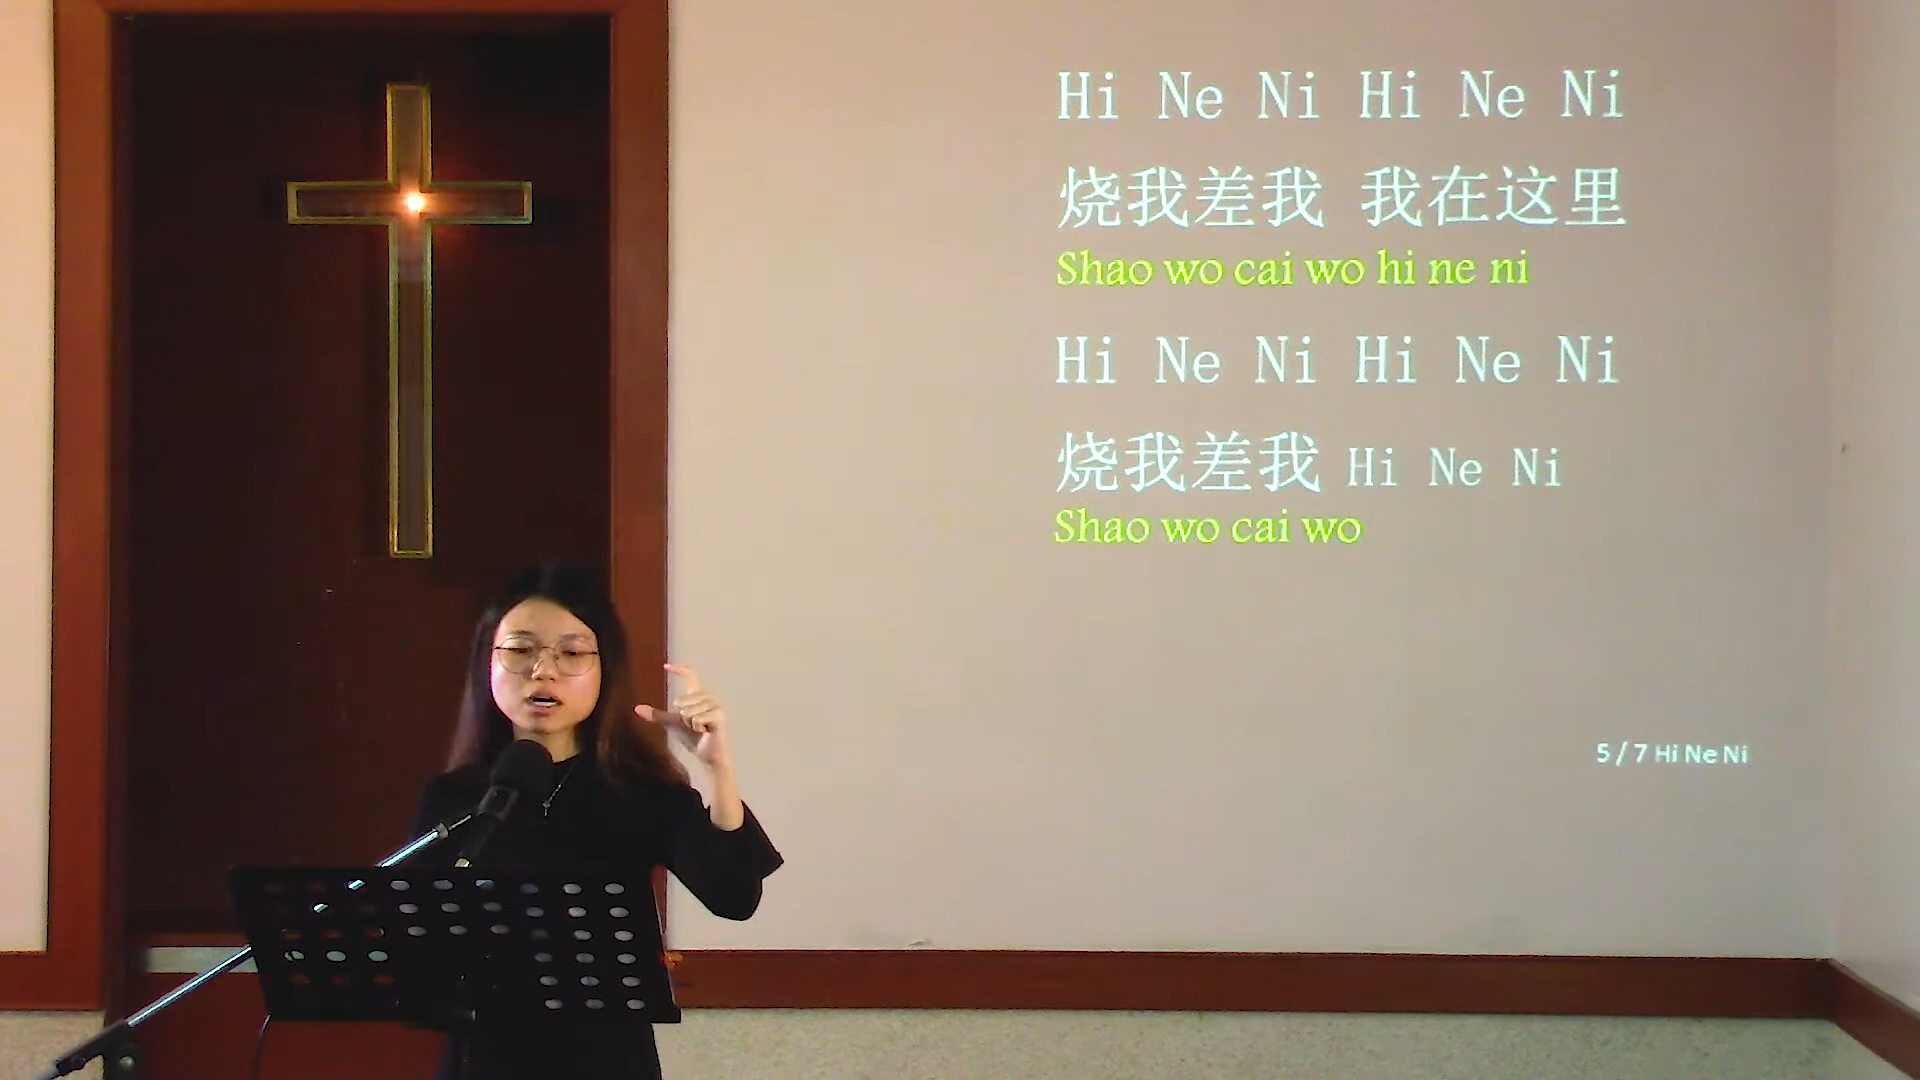 Hi Ne Ni Hi Ne Ni
烧我差我 我在这里
Shao wo cai wo hi ne ni
Hi Ne Ni Hi Ne Ni
烧我差我 Hi Ne Ni
Shao wo cai wo
5 / 7 Hi Ne Ni